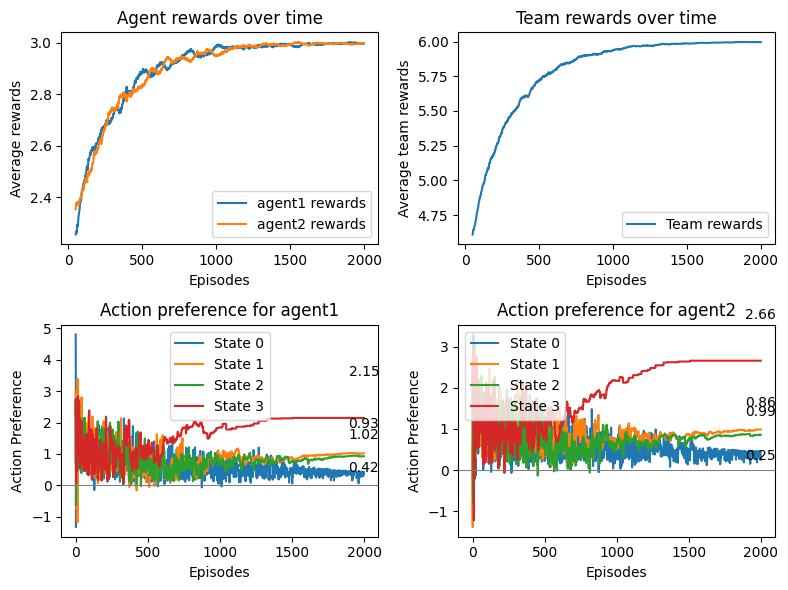 Agent rewards over time
3.0
2.8
2.6
2.4
Average rewards
agent1 rewards
agent2 rewards
0
500
1000
1500
2000
Episodes
Team rewards over time
6.00
5.75
5.50
5.25
5.00
4.75
Average team rewards
Team rewards
0
500
1000
1500
2000
Episodes
Action preference for agent1
5
4
3
2
1
0
−1
Action Preference
State 0
State 1
State 2
State 3
2.15
0.93
1.02
0.42
0
500
1000
1500
2000
Episodes
Action preference for agent2
2.66
3
2
1
0
−1
Action Preference
State 0
State 1
State 2
State 3
0.86
0.99
0.25
0
500
1000
1500
2000
Episodes